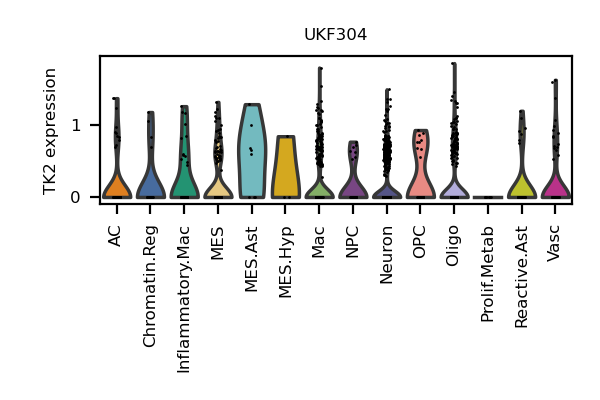 UKF304
TK2 expression
1
0
AC
Chromatin.Reg
Inflammatory.Mac
MES
MES.Ast
MES.Hyp
Mac
NPC
Neuron
OPC
Oligo
Prolif.Metab
Reactive.Ast
Vasc